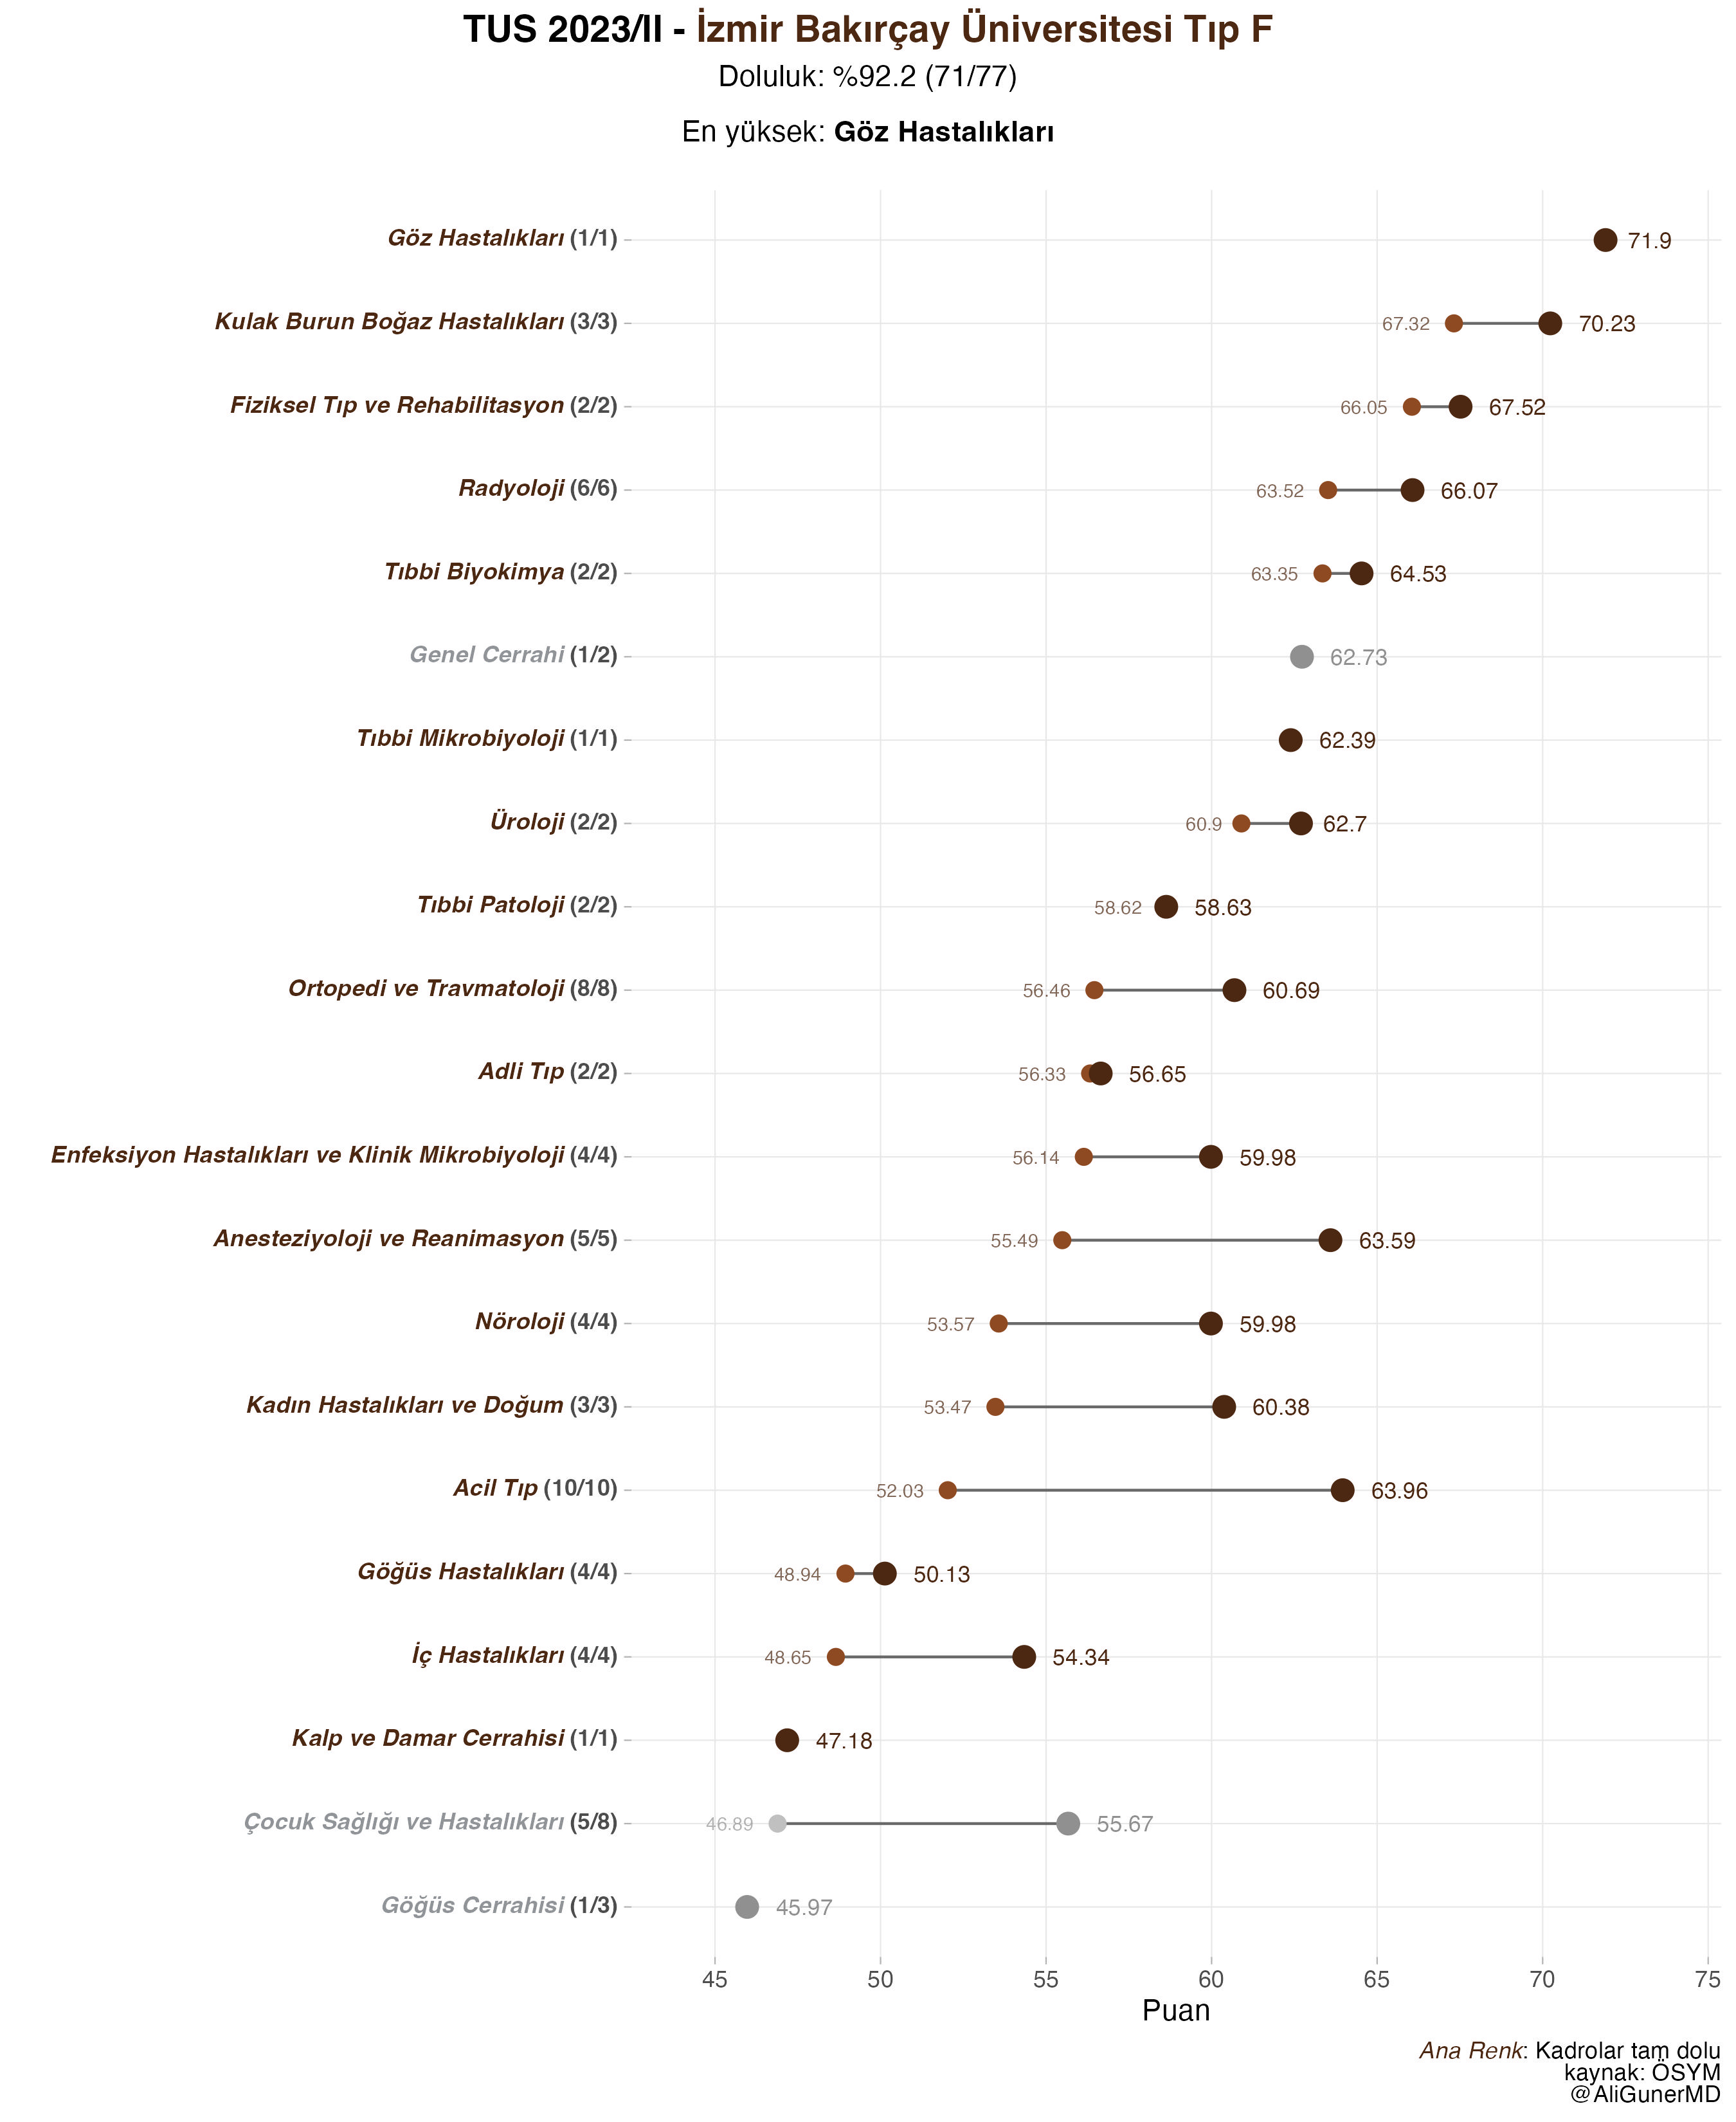 TUS 2023/II - İzmir Bakırçay Üniversitesi Tıp F
Doluluk: %92.2 (71/77)
En yüksek: Göz Hastalıkları
Göz Hastalıkları (1/1) 71.9
Kulak Burun Boğaz Hastalıkları (3/3) 67.32 70.23
Fiziksel Tıp ve Rehabilitasyon (2/2) 66.05 67.52
Radyoloji (6/6) 63.52 66.07
Tıbbi Biyokimya (2/2) 63.35 64.53
Genel Cerrahi (1/2) 62.73
Tıbbi Mikrobiyoloji (1/1) 62.39
Üroloji (2/2) 60.9 62.7
Tıbbi Patoloji (2/2) 58.62 58.63
Ortopedi ve Travmatoloji (8/8) 56.46 60.69
Adli Tıp (2/2) 56.33 56.65
Enfeksiyon Hastalıkları ve Klinik Mikrobiyoloji (4/4) 56.14 59.98
Anesteziyoloji ve Reanimasyon (5/5) 55.49 63.59
Nöroloji (4/4) 53.57 59.98
Kadın Hastalıkları ve Doğum (3/3) 53.47 60.38
Acil Tıp (10/10) 52.03 63.96
Göğüs Hastalıkları (4/4) 48.94 50.13
İç Hastalıkları (4/4) 48.65 54.34
Kalp ve Damar Cerrahisi (1/1) 47.18
Çocuk Sağlığı ve Hastalıkları (5/8) 46.89 55.67
Göğüs Cerrahisi (1/3) 45.97
45 50 55 60 65 70 75
Puan
Ana Renk: Kadrolar tam dolu
kaynak: ÖSYM
@AliGunerMD